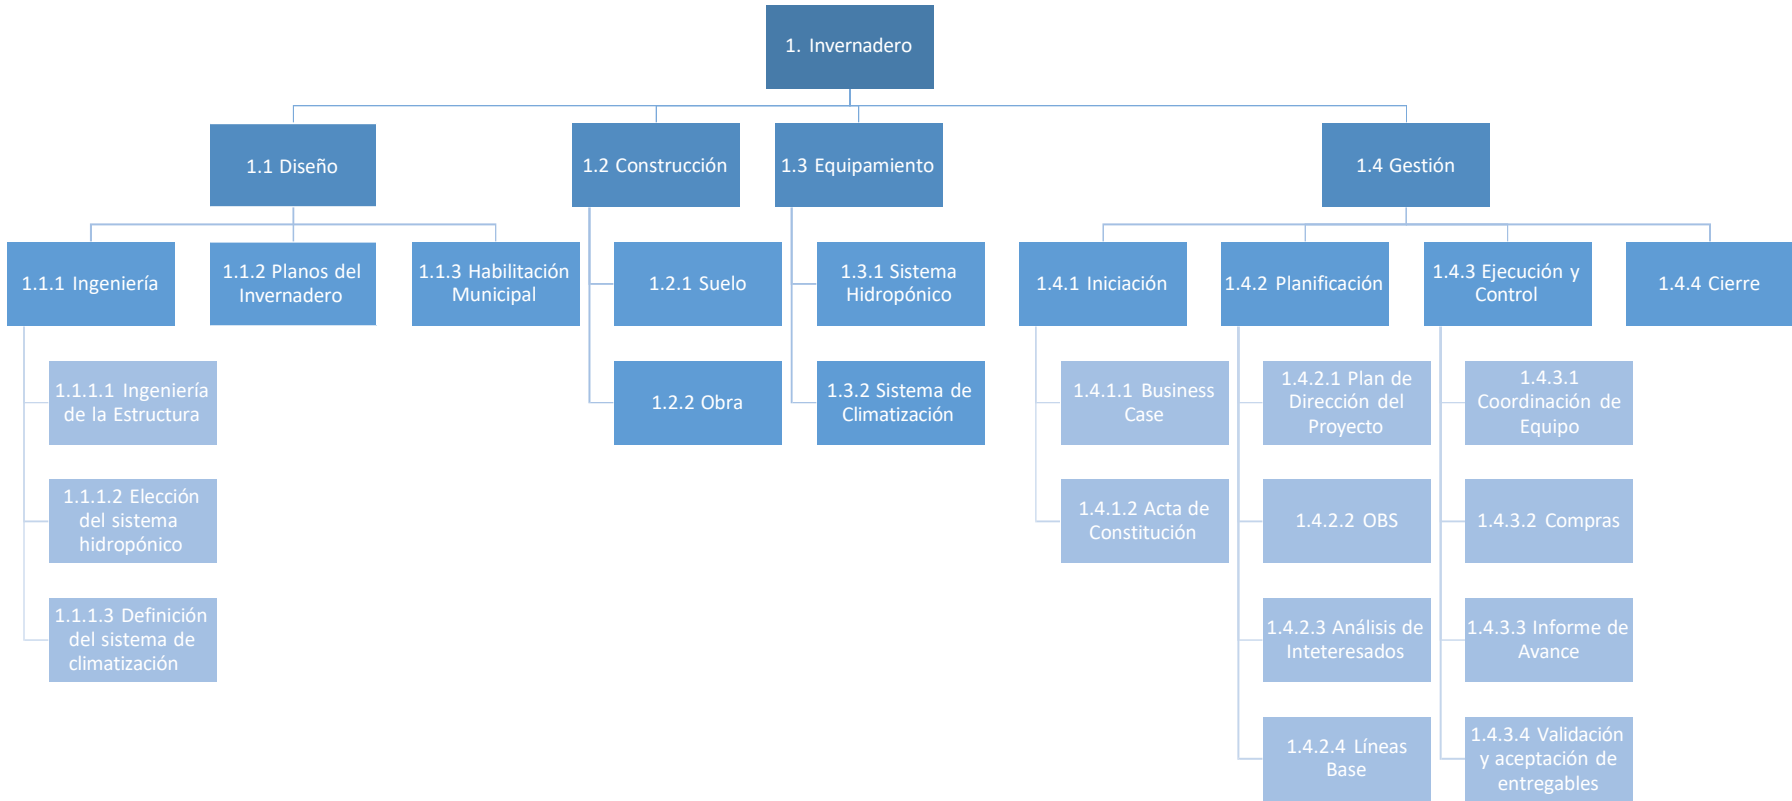 1. Invernadero
1.1 Diseño
1.2 Construcción
1.3 Equipamiento
1.4 Gestión
1.1.1 Ingeniería
1.1.2 Planos del
Invernadero
1.1.3 Habilitación
Municipal
1.2.1 Suelo
1.3.1 Sistema
Hidropónico
1.4.1 Iniciación
1.4.2 Planificación
1.4.3 Ejecución y
Control
1.4.4 Cierre
1.1.1.1 Ingeniería
de la Estructura
1.2.2 Obra
1.3.2 Sistema de
Climatización
1.4.1.1 Business
Case
1.4.2.1 Plan de
Dirección del
Proyecto
1.4.3.1
Coordinación de
Equipo
1.1.1.2 Elección
del sistema
hidropónico
1.4.1.2 Acta de
Constitución
1.4.2.2 OBS
1.4.3.2 Compras
1.1.1.3 Definición
del sistema de
climatización
1.4.2.3 Análisis de
Inteteresados
1.4.3.3 Informe de
Avance
1.4.2.4 Líneas
Base
1.4.3.4 Validación
y aceptación de
entregables